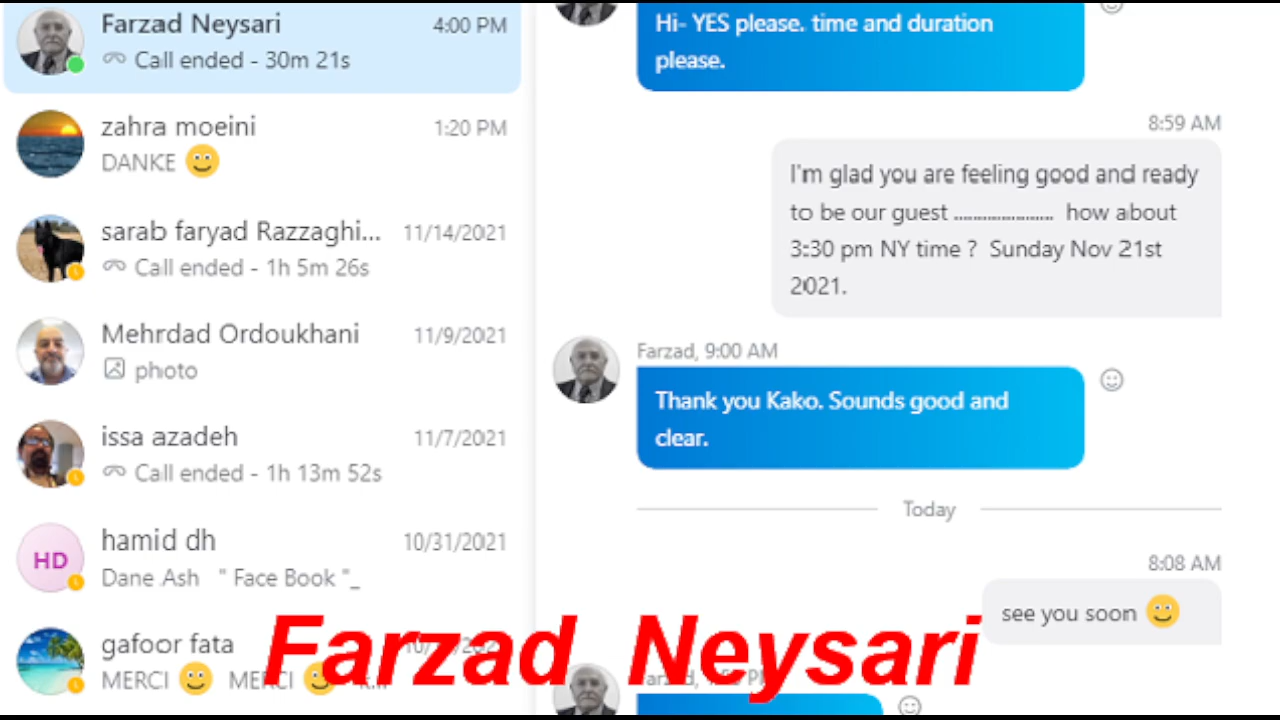 Farzad Neysari 4:00 PM
Call ended - 30m 21s
zahra moeini 1:20 PM
DANKE
sarab faryad Razzaghi... 11/14/2021
Call ended - 1h 5m 26s
Mehrdad Ordoukhani 11/9/2021
photo
issa azadeh 11/7/2021
Call ended - 1h 13m 52s
HD
hamid dh 10/31/2021
Dane Ash " Face Book "_
gafoor fata
MERCI 🙂 MERCI
Hi- YES please. time and duration
please.
8:59 AM
I'm glad you are feeling good and ready
to be our guest ........................ how about
3:30 pm NY time ? Sunday Nov 21st
2021.
Farzad, 9:00 AM
Thank you Kako. Sounds good and
clear.
Today
8:08 AM
see you soon 🙂
Farzad Neysari